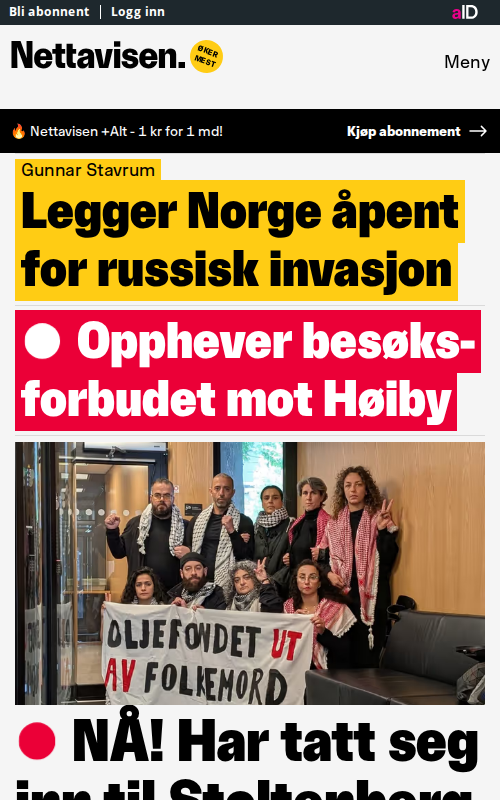 Bli abonnent | Logg inn
aID
Nettavisen.
ØKER
MEST
Meny
Nettavisen +Alt - 1 kr for 1 md!
Kjøp abonnement
Gunnar Stavrum
Legger Norge åpent
for russisk invasjon
Opphever besøks-
forbudet mot Høiby
OLJEFONDET UT
AV FOLKEMORD
NÅ! Har tatt seg
inn til Stoltenberg